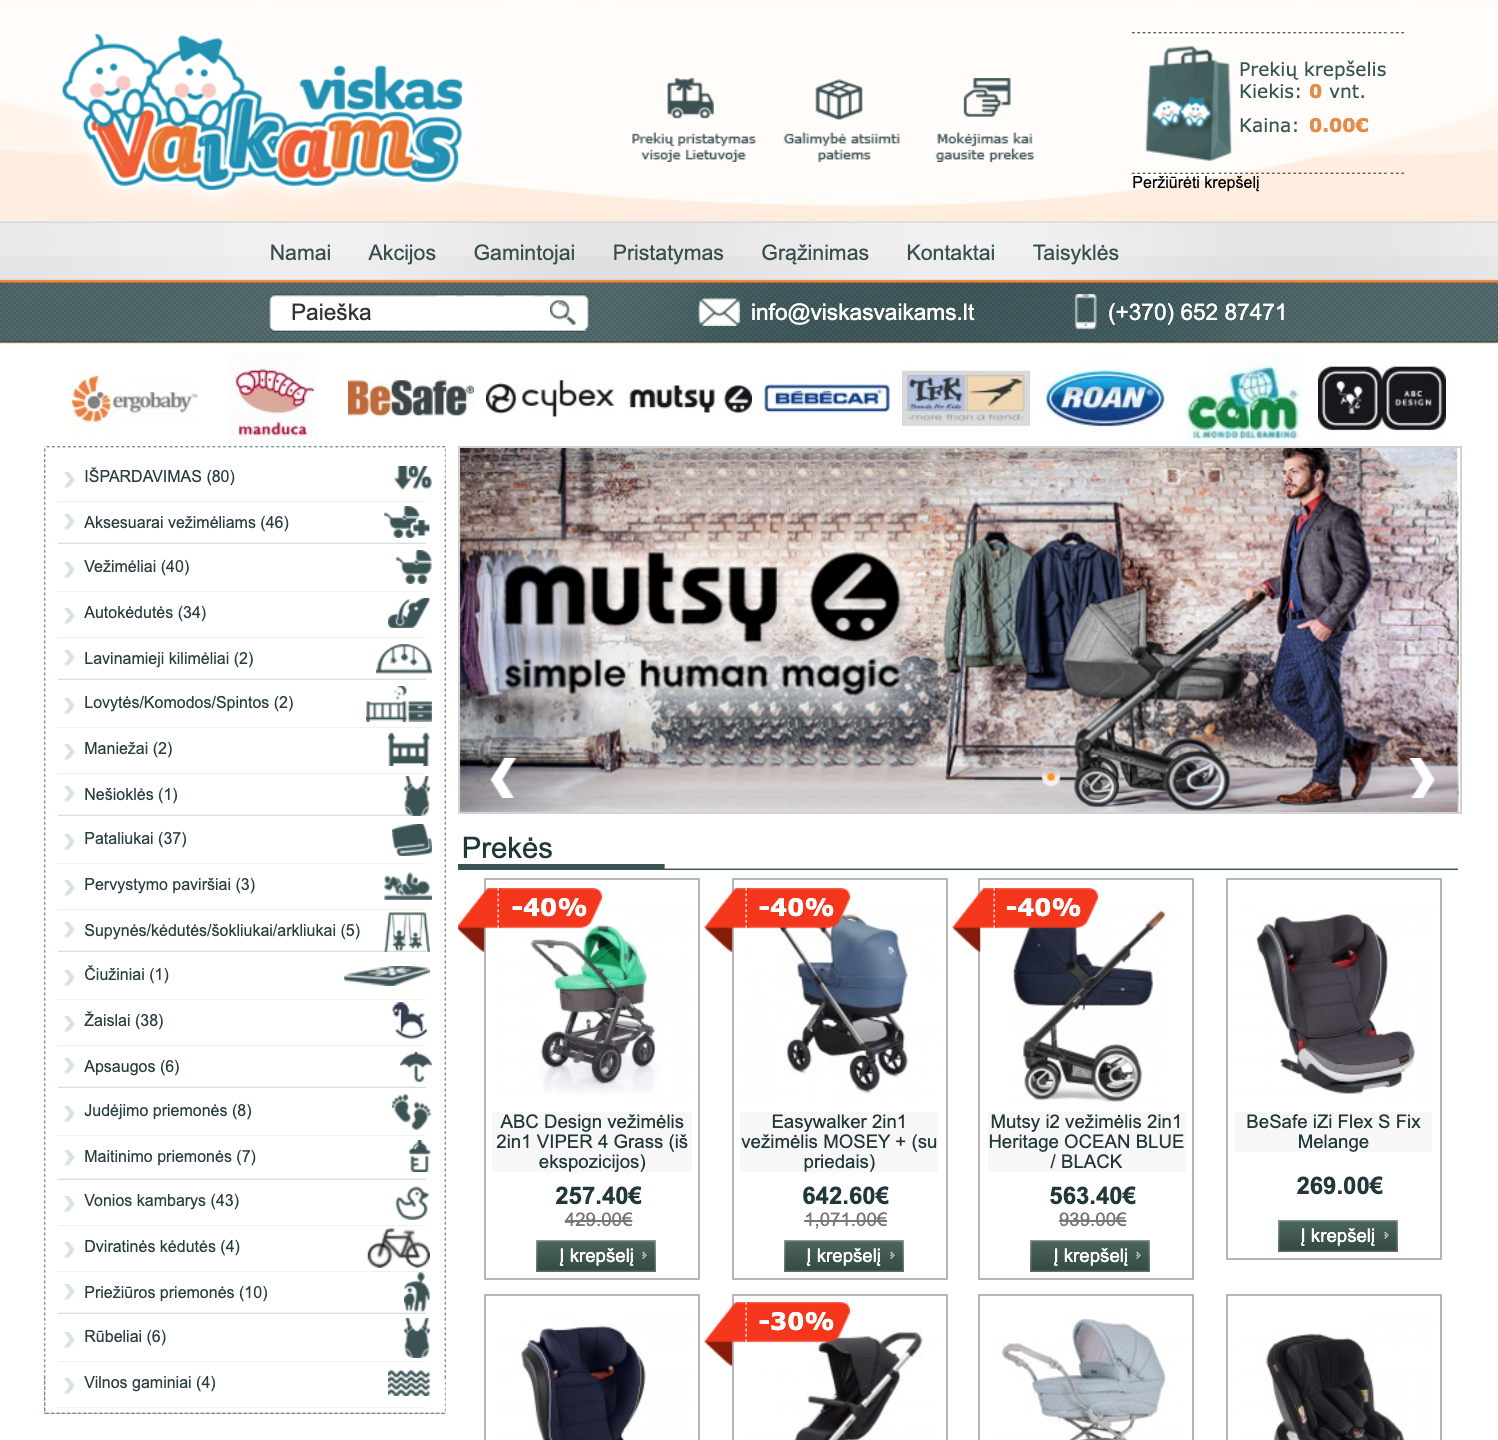 viskas
Vaikams
Prekių pristatymas
visoje Lietuvoje
Galimybė atsiimti
patiems
Mokėjimas kai
gausite prekes
Prekių krepšelis
Kiekis: 0 vnt.
Kaina: 0.00€
Peržiūrėti krepšelį
Namai Akcijos Gamintojai Pristatymas Grąžinimas Kontaktai Taisyklės
Paieška
info@viskasvaikams.lt
(+370) 652 87471
ergobaby
manduca
BeSafe
cybex
mutsy
BÉBÉCAR
TFK
Trends For Kids
-more than a trend-
ROAN
cam
IL MONDO DEL BAMBINO
ABC
DESIGN
IŠPARDAVIMAS (80)
Aksesuarai vežimėliams (46)
Vežimėliai (40)
Autokėdutės (34)
Lavinamieji kilimėliai (2)
Lovytės/Komodos/Spintos (2)
Maniežai (2)
Nešioklės (1)
Pataliukai (37)
Pervystymo paviršiai (3)
Supynės/kėdutės/šokliukai/arkliukai (5)
Čiužiniai (1)
Žaislai (38)
Apsaugos (6)
Judėjimo priemonės (8)
Maitinimo priemonės (7)
Vonios kambarys (43)
Dviratinės kėdutės (4)
Priežiūros priemonės (10)
Rūbeliai (6)
Vilnos gaminiai (4)
mutsy
simple human magic
Prekės
-40%
ABC Design vežimėlis
2in1 VIPER 4 Grass (iš
ekspozicijos)
257.40€
429.00€
Į krepšelį
-40%
Easywalker 2in1
vežimėlis MOSEY + (su
priedais)
642.60€
1,071.00€
Į krepšelį
-40%
Mutsy i2 vežimėlis 2in1
Heritage OCEAN BLUE
/ BLACK
563.40€
939.00€
Į krepšelį
BeSafe iZi Flex S Fix
Melange
269.00€
Į krepšelį
-30%